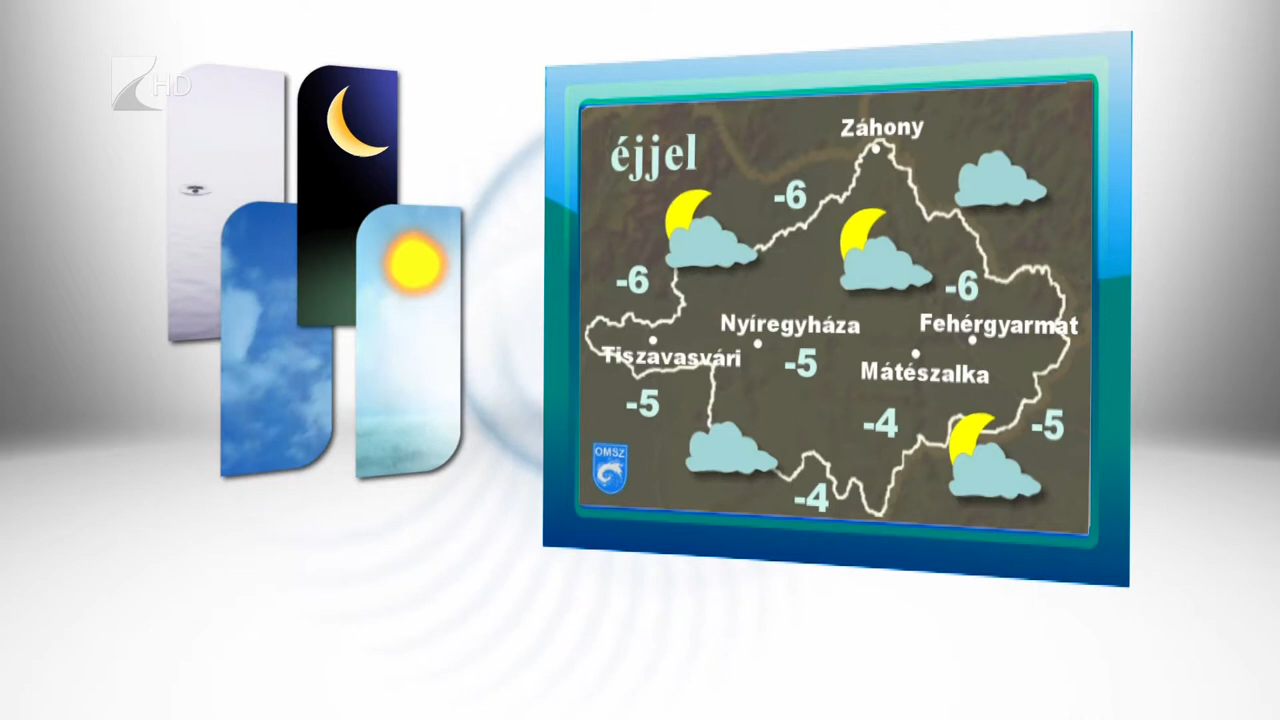 HD
éjjel
Záhony
-6
-6
-6
Nyíregyháza
Fehérgyarmat
Tiszavasvári
-5
Mátészalka
-5
-4
-5
OMSZ
-4